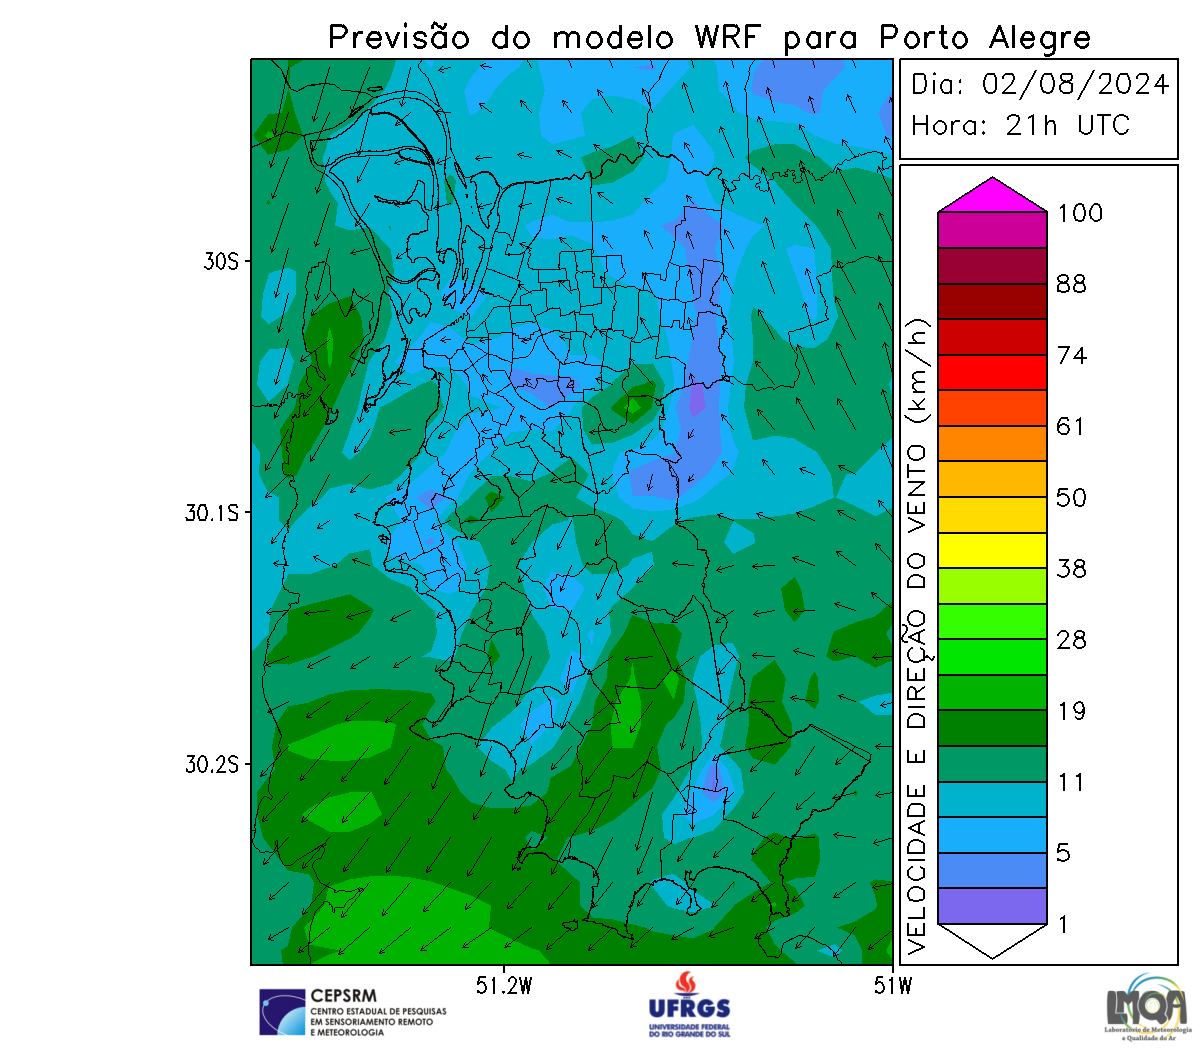 Previsão do modelo WRF para Porto Alegre
Dia: 02/08/2024
Hora: 21h UTC
30S
30.1S
30.2S
51.2W
51W
VELOCIDADE E DIREÇÃO DO VENTO (km/h)
100
88
74
61
50
38
28
19
11
5
1
CEPSRM
CENTRO ESTADUAL DE PESQUISAS
EM SENSORIAMENTO REMOTO
E METEOROLOGIA
UFRGS
UNIVERSIDADE FEDERAL
DO RIO GRANDE DO SUL
LMQA
Laboratório de Meteorologia
e Qualidade do Ar